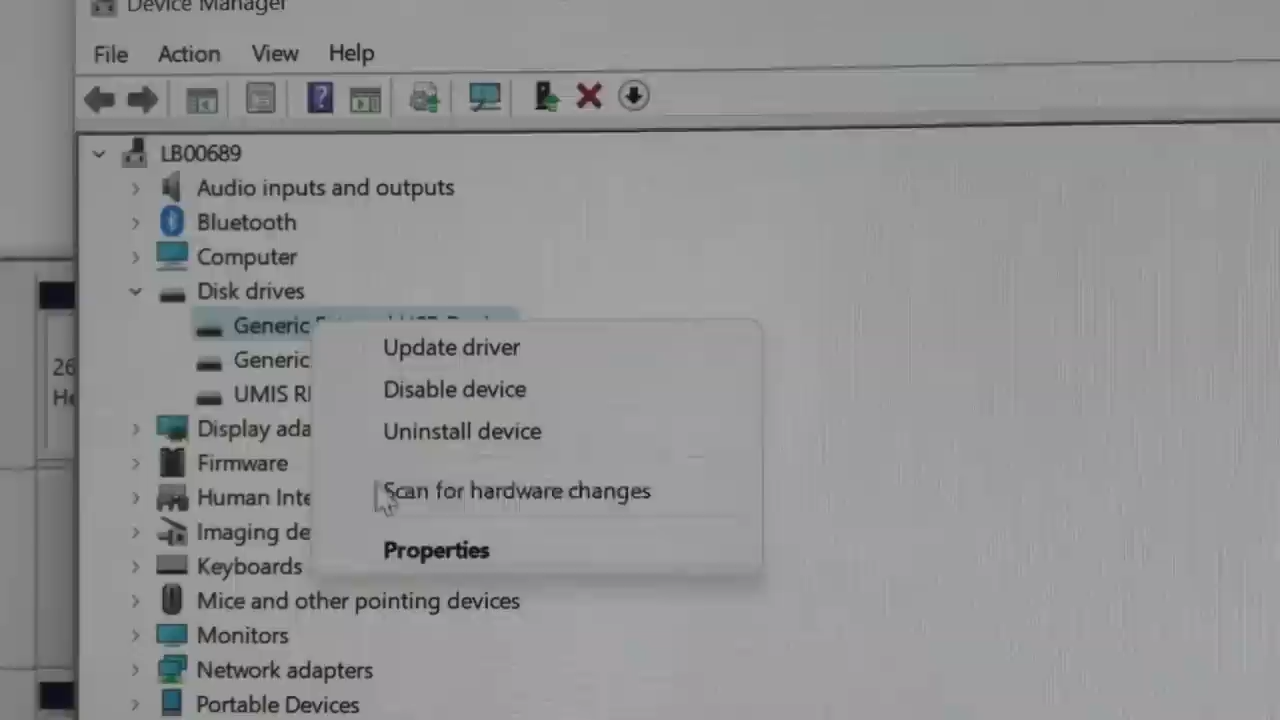 Device Manager
File Action View Help
LB00689
Audio inputs and outputs
Bluetooth
Computer
Disk drives
Generic
Generic
UMIS
Display ada
Firmware
Human Inte
Imaging de
Keyboards
Mice and other pointing devices
Monitors
Network adapters
Portable Devices
Update driver
Disable device
Uninstall device
Scan for hardware changes
Properties
26